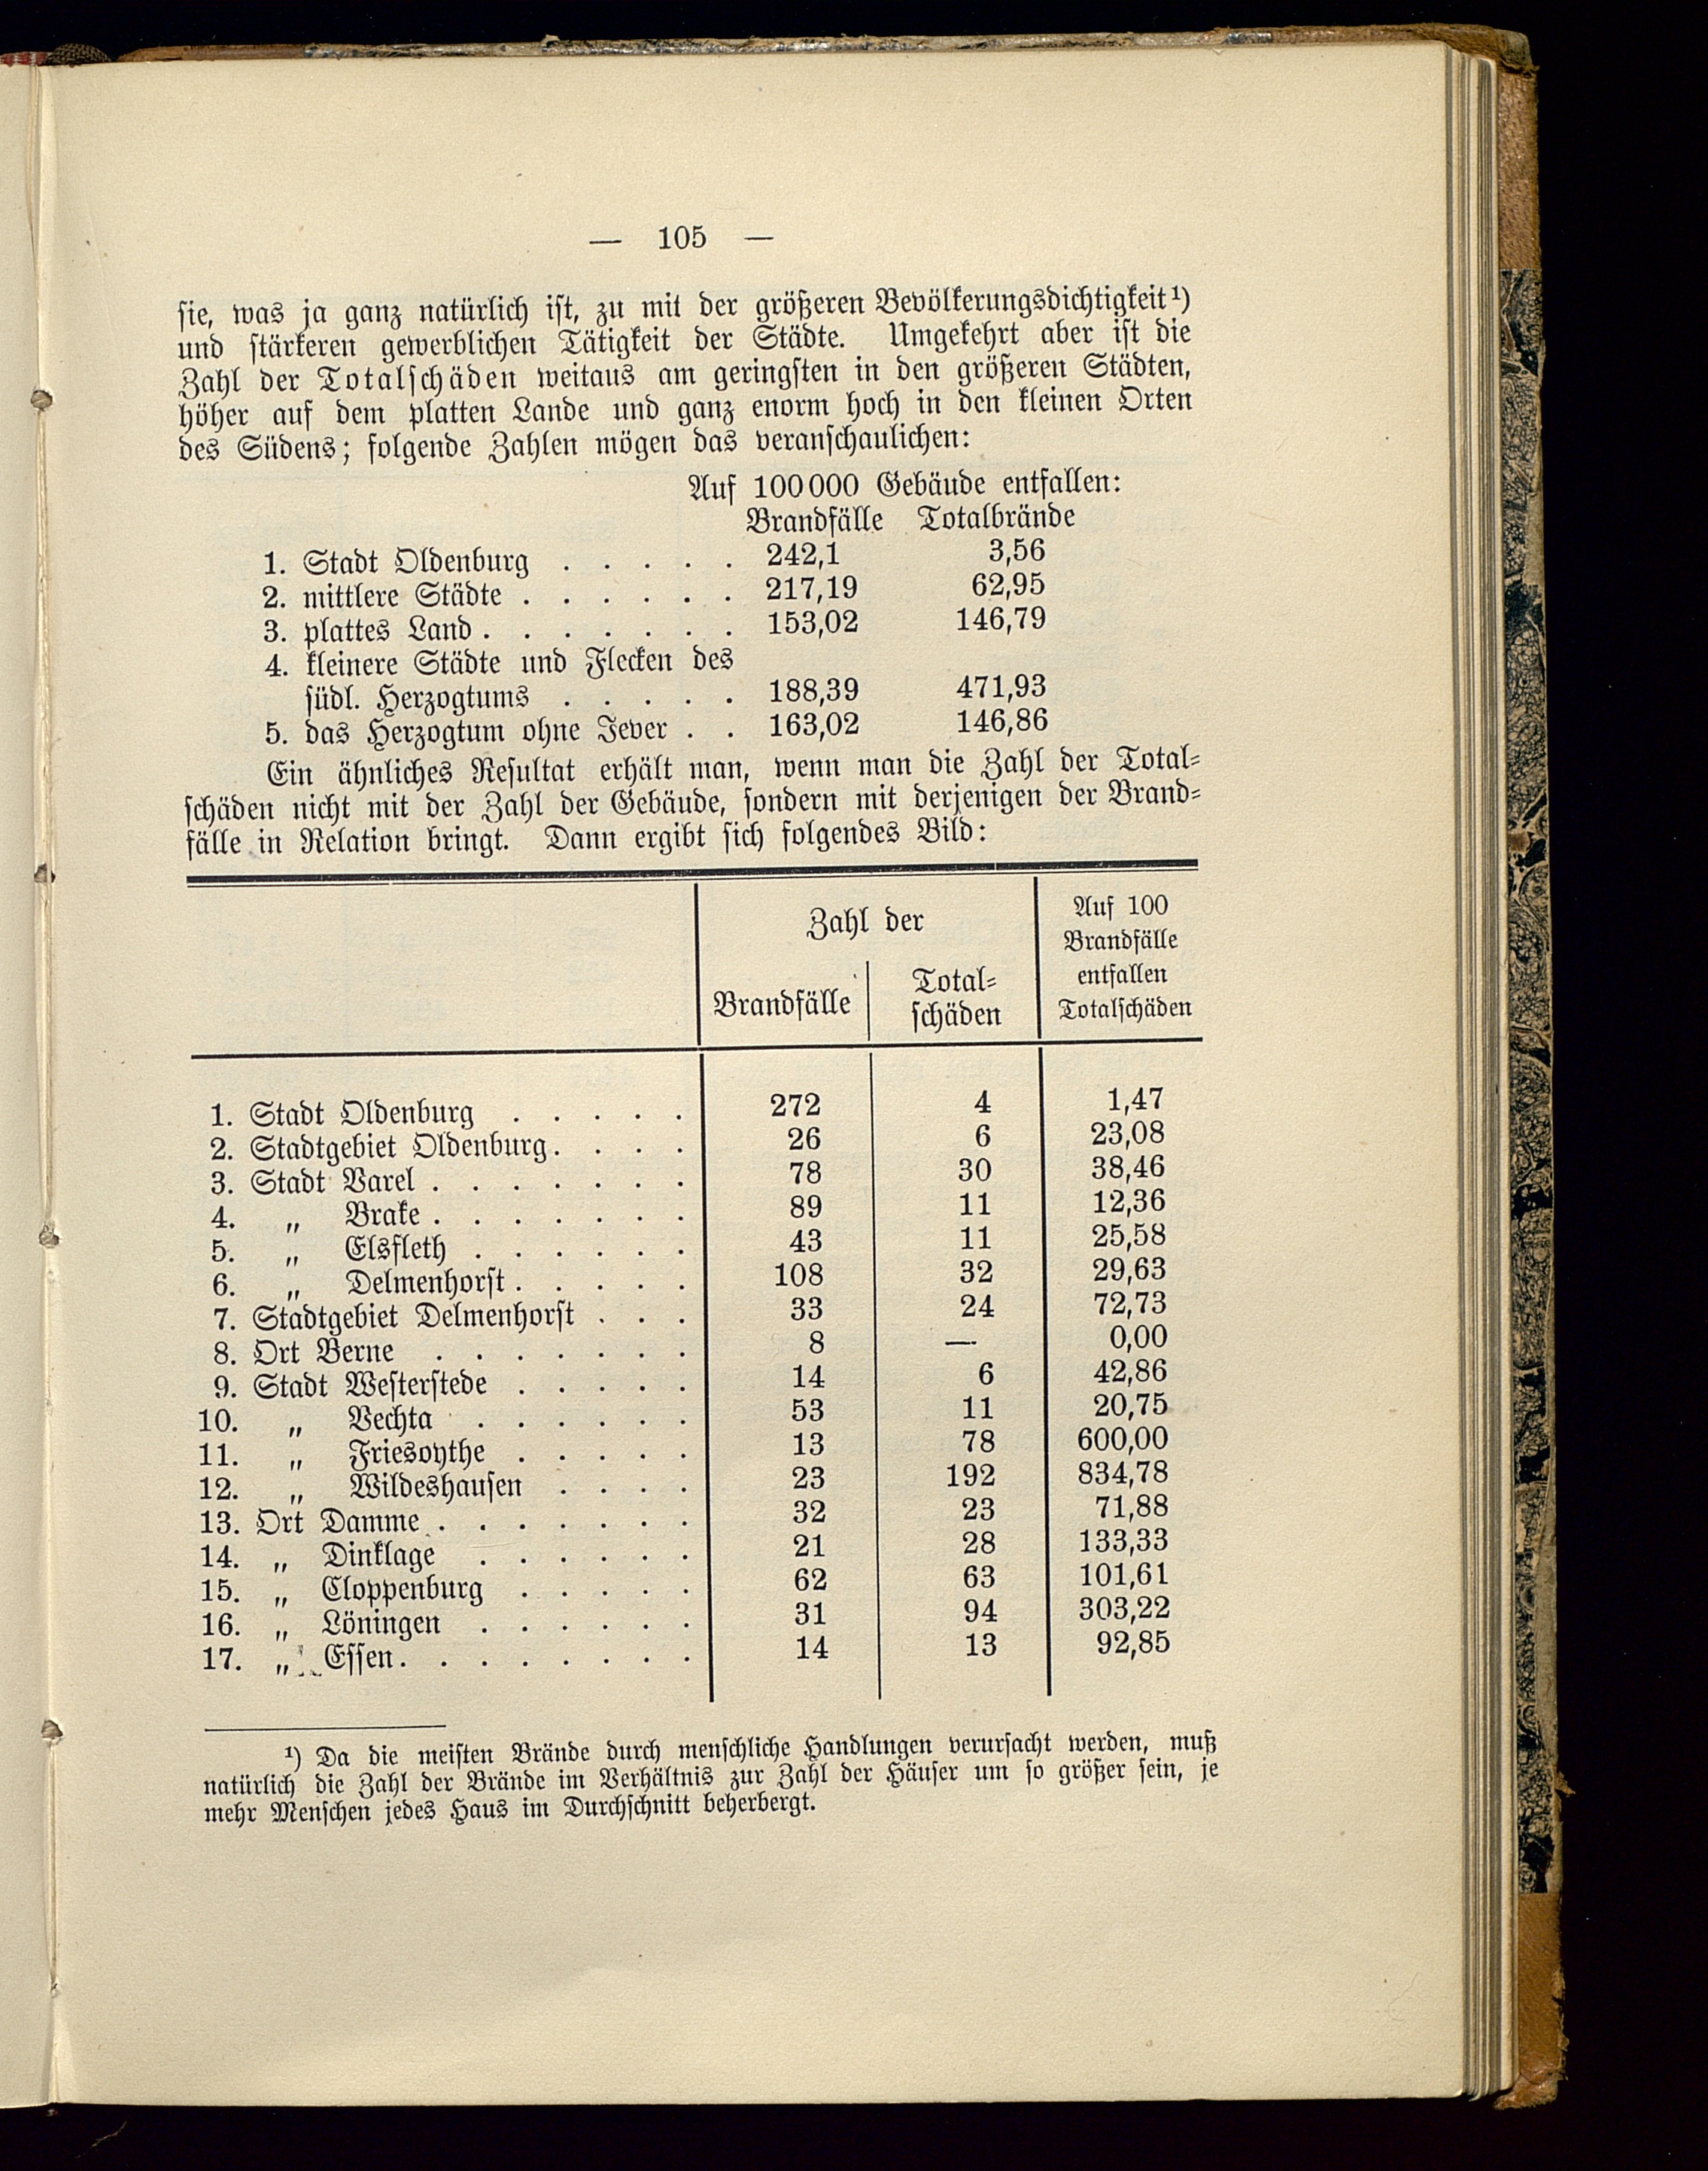 — 105 —
sie, was ja ganz natürlich ist, zu mit der größeren Bevölkerungsdichtigkeit¹)
und stärkeren gewerblichen Tätigkeit der Städte. Umgekehrt aber ist die
Zahl der Totalschäden weitaus am geringsten in den größeren Städten,
höher auf dem platten Lande und ganz enorm hoch in den kleinen Orten
des Südens; folgende Zahlen mögen das veranschaulichen:
Auf 100000 Gebäude entfallen:
Brandfälle Totalbrände
1. Stadt Oldenburg . . . . . 242,1 3,56
2. mittlere Städte . . . . . . 217,19 62,95
3. plattes Land . . . . . . . 153,02 146,79
4. kleinere Städte und Flecken des
südl. Herzogtums . . . . . 188,39 471,93
5. das Herzogtum ohne Jever . . 163,02 146,86
Ein ähnliches Resultat erhält man, wenn man die Zahl der Total-
schäden nicht mit der Zahl der Gebäude, sondern mit derjenigen der Brand-
fälle in Relation bringt. Dann ergibt sich folgendes Bild:
Zahl der
Brandfälle
Total-
schäden
Auf 100
Brandfälle
entfallen
Totalschäden
1. Stadt Oldenburg . . . . . 272 4 1,47
2. Stadtgebiet Oldenburg . . . . 26 6 23,08
3. Stadt Varel . . . . . . . 78 30 38,46
4. „ Brake . . . . . . . 89 11 12,36
5. „ Elsfleth . . . . . . 43 11 25,58
6. „ Delmenhorst . . . . . 108 32 29,63
7. Stadtgebiet Delmenhorst . . . 33 24 72,73
8. Ort Berne . . . . . . . 8 — 0,00
9. Stadt Westerstede . . . . . 14 6 42,86
10. „ Vechta . . . . . . 53 11 20,75
11. „ Friesoythe . . . . . 13 78 600,00
12. „ Wildeshausen . . . . 23 192 834,78
13. Ort Damme . . . . . . . 32 23 71,88
14. „ Dinklage . . . . . . 21 28 133,33
15. „ Cloppenburg . . . . . 62 63 101,61
16. „ Löningen . . . . . . 31 94 303,22
17. „ Essen . . . . . . . . 14 13 92,85
¹) Da die meisten Brände durch menschliche Handlungen verursacht werden, muß
natürlich die Zahl der Brände im Verhältnis zur Zahl der Häuser um so größer sein, je
mehr Menschen jedes Haus im Durchschnitt beherbergt.